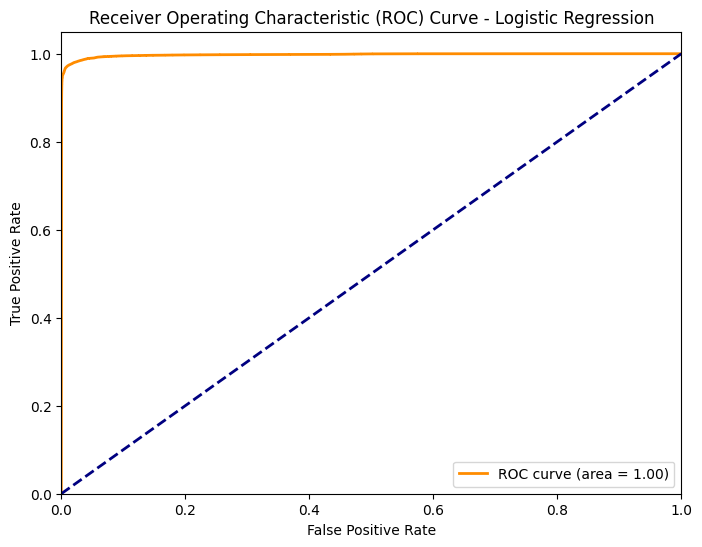 Receiver Operating Characteristic (ROC) Curve - Logistic Regression
1.0
0.8
0.6
0.4
0.2
0.0
True Positive Rate
ROC curve (area = 1.00)
0.0 0.2 0.4 0.6 0.8 1.0
False Positive Rate